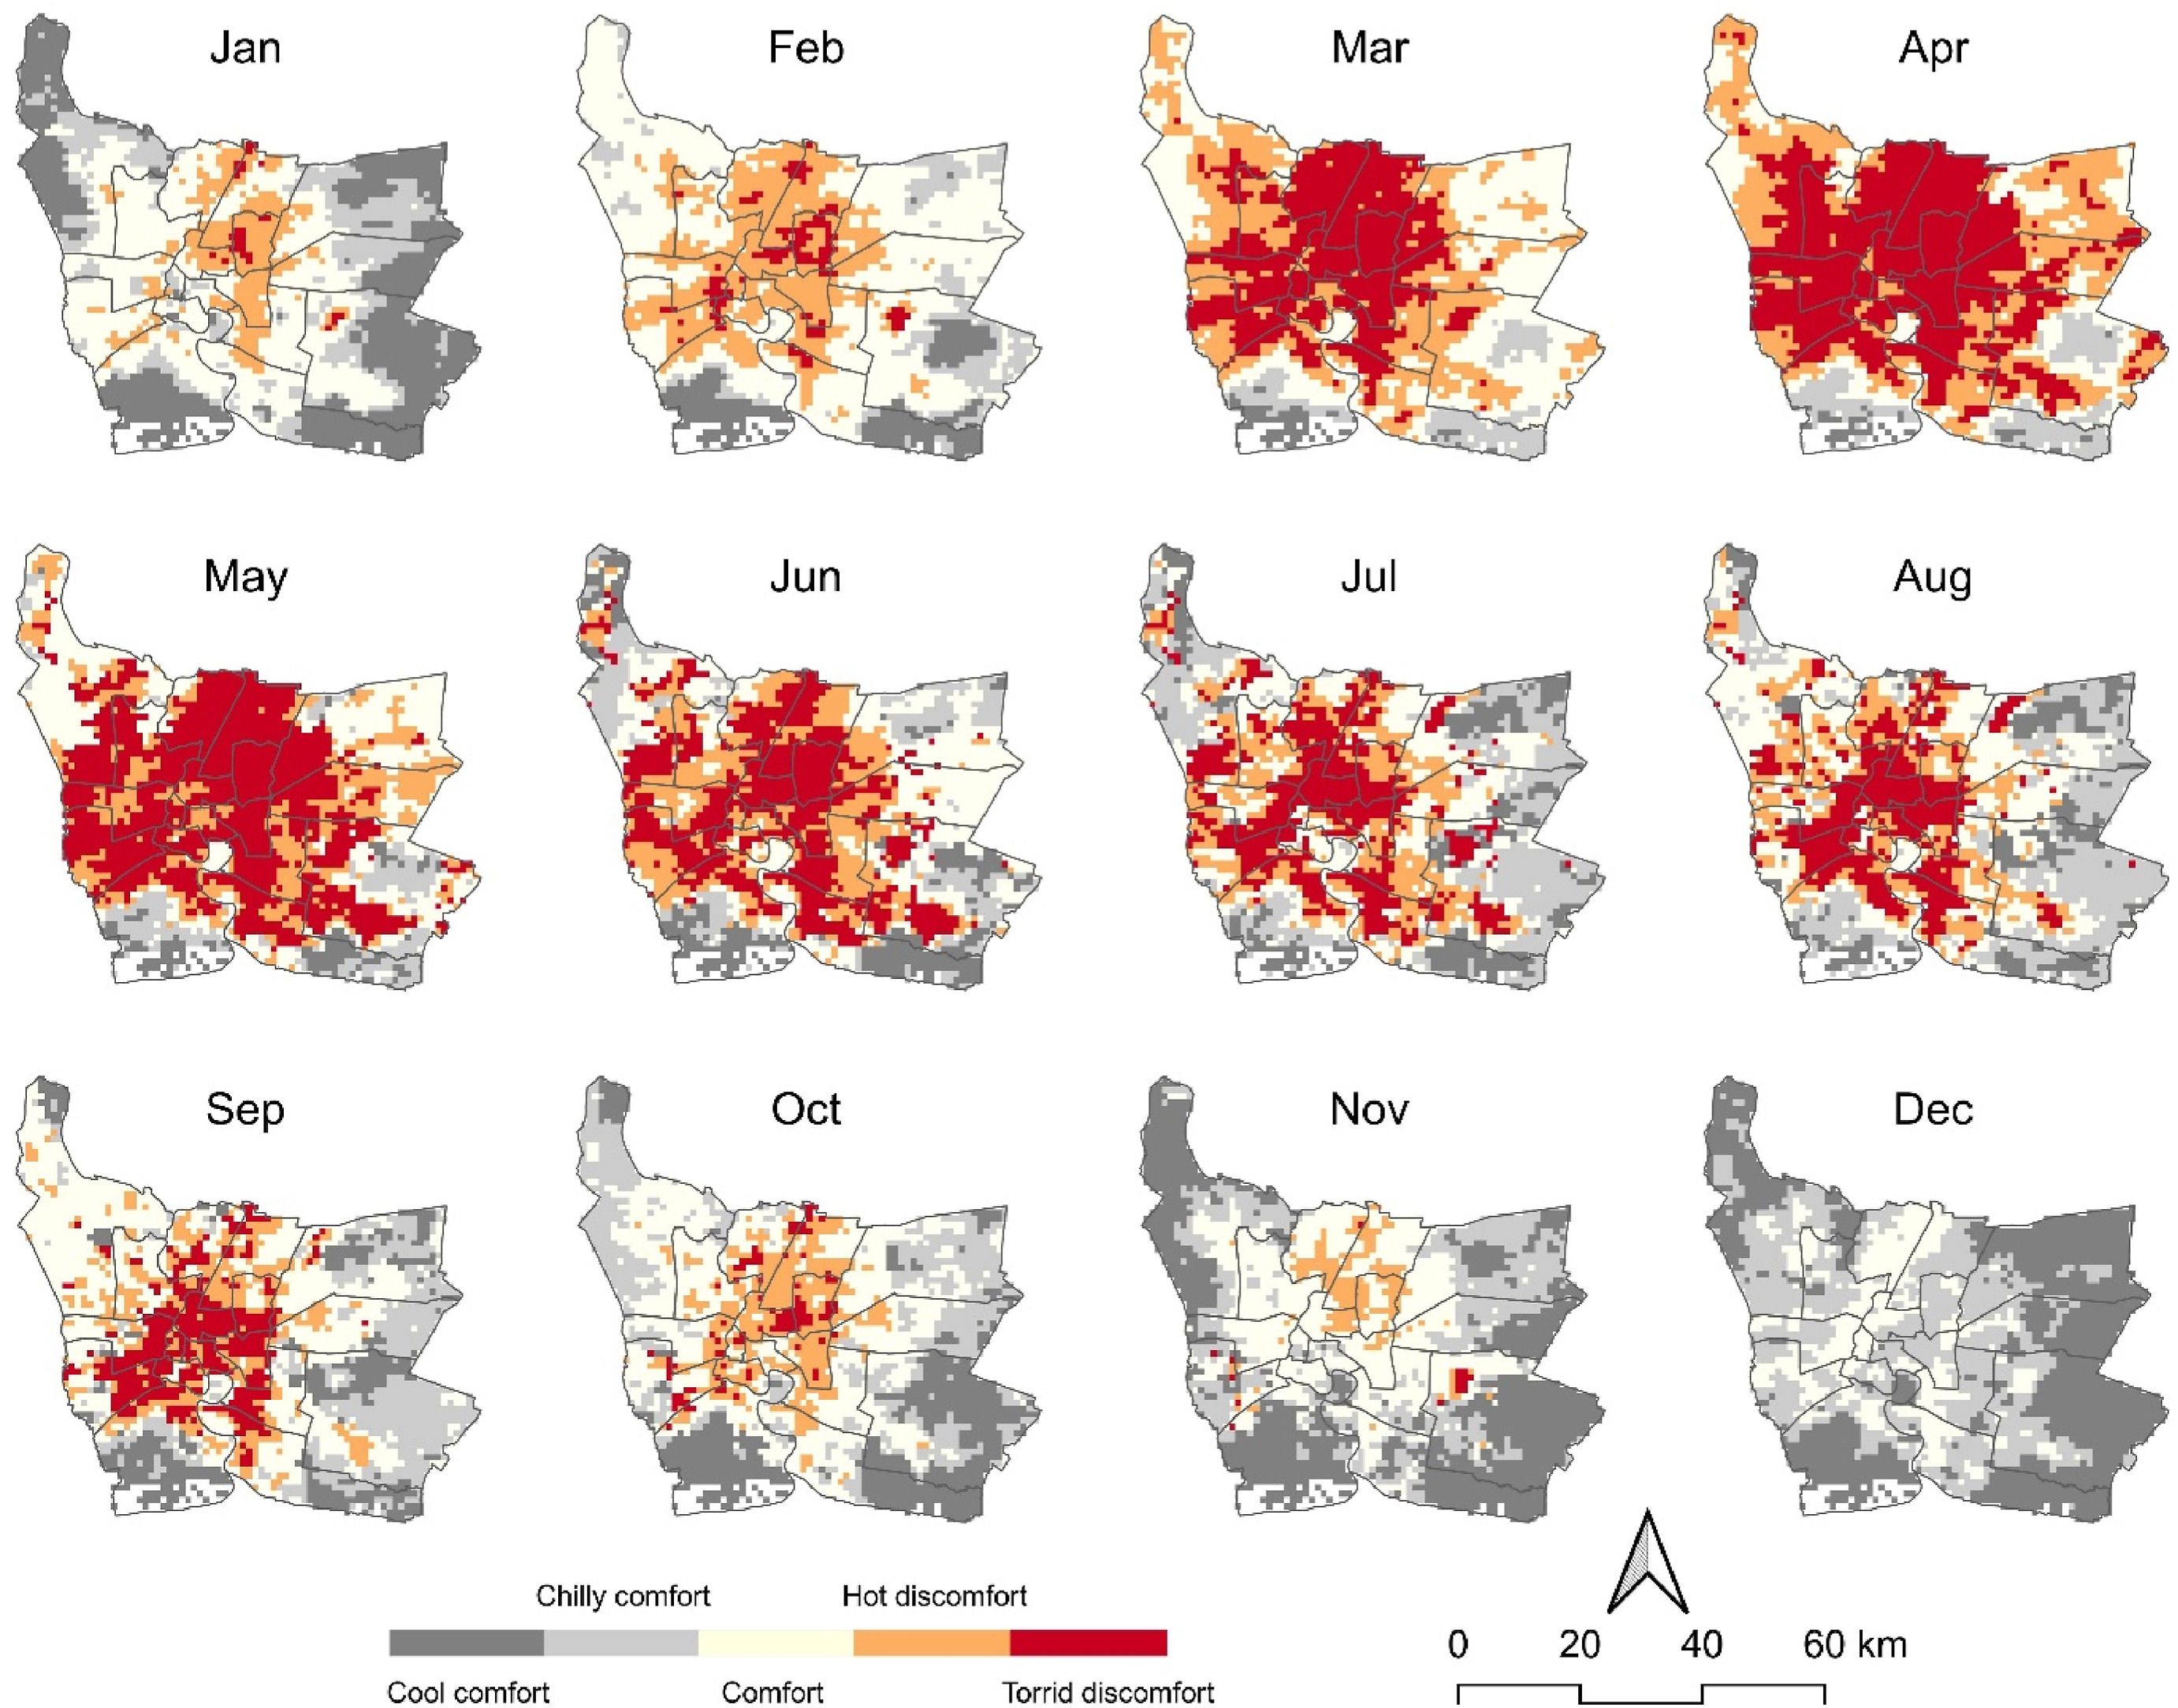 Jan
Feb
Mar
Apr
May
Jun
Jul
Aug
Sep
Oct
Nov
Dec
Chilly comfort
Hot discomfort
Cool comfort
Comfort
Torrid discomfort
0 20 40 60 km